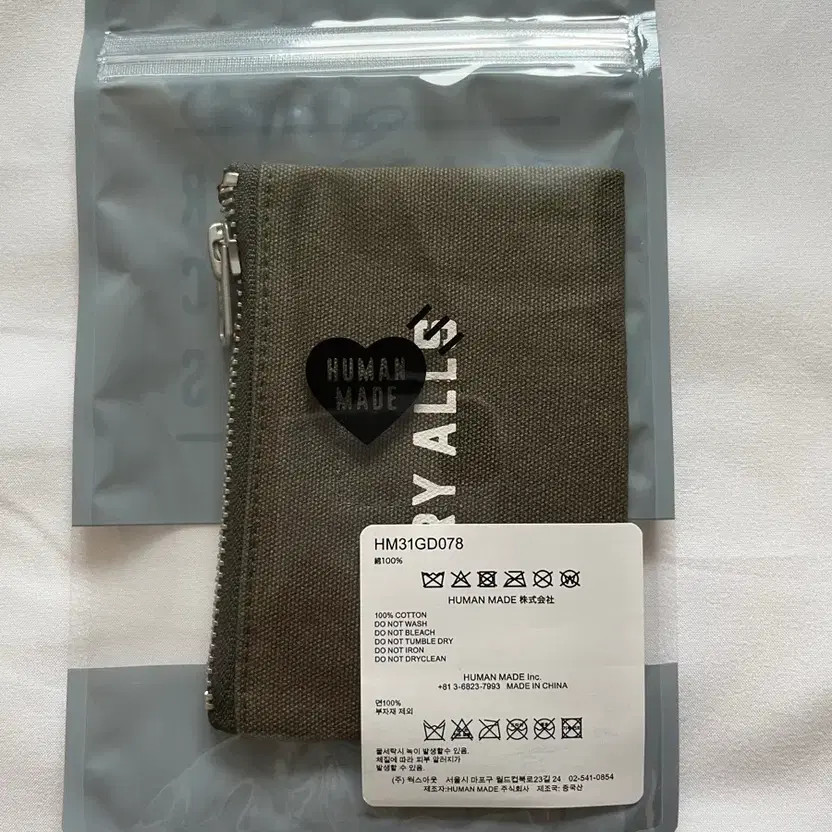 HUMAN
MADE
RY ALLS
HM31GD078
綿100%
HUMAN MADE 株式会社
100% COTTON
DO NOT WASH
DO NOT BLEACH
DO NOT TUMBLE DRY
DO NOT IRON
DO NOT DRYCLEAN
HUMAN MADE Inc.
+81 3-6823-7993 MADE IN CHINA
면100%
부자재 제외
물세탁시 녹이 발생할수 있음.
체질에 따라 피부 알러지가
발생할수 있음.
(주) 웍스아웃 서울시 마포구 월드컵북로23길 24 02-541-0854
제조자:HUMAN MADE 주식회사 제조국: 중국산